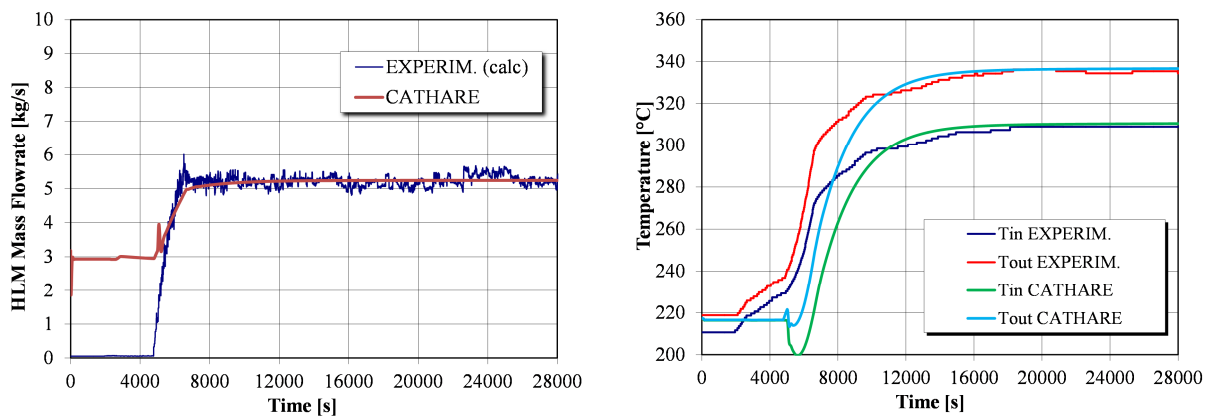 HLM Mass Flowrate [kg/s]
10
9
8
7
6
5
4
3
2
1
0
EXPERIM. (calc)
CATHARE
0 4000 8000 12000 16000 20000 24000 28000
Time [s]
Temperature [°C]
360
340
320
300
280
260
240
220
200
Tin EXPERIM.
Tout EXPERIM.
Tin CATHARE
Tout CATHARE
0 4000 8000 12000 16000 20000 24000 28000
Time [s]